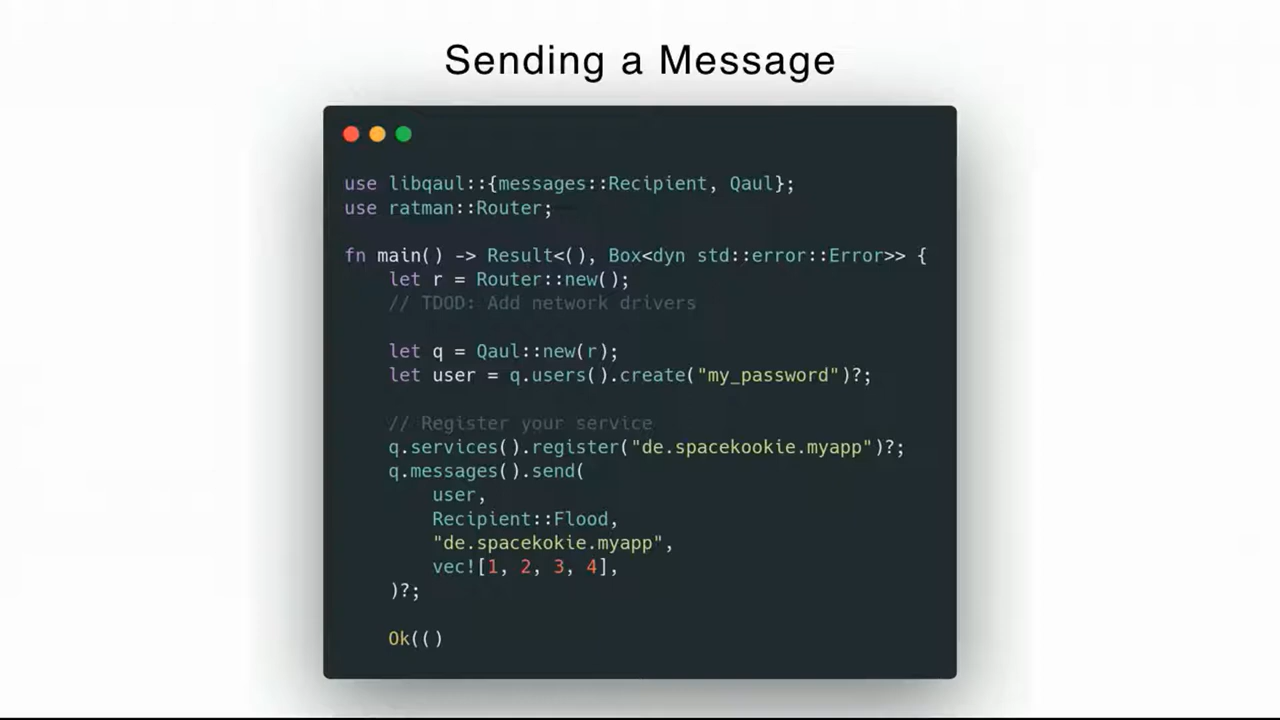 Sending a Message
use libqaul::{messages::Recipient, Qaul};
use ratman::Router;
fn main() -> Result<(), Box<dyn std::error::Error>> {
    let r = Router::new();
    // TDOD: Add network drivers
    let q = Qaul::new(r);
    let user = q.users().create("my_password")?;
    // Register your service
    q.services().register("de.spacekookie.myapp")?;
    q.messages().send(
        user,
        Recipient::Flood,
        "de.spacekokie.myapp",
        vec![1, 2, 3, 4],
    )?;
    Ok(()